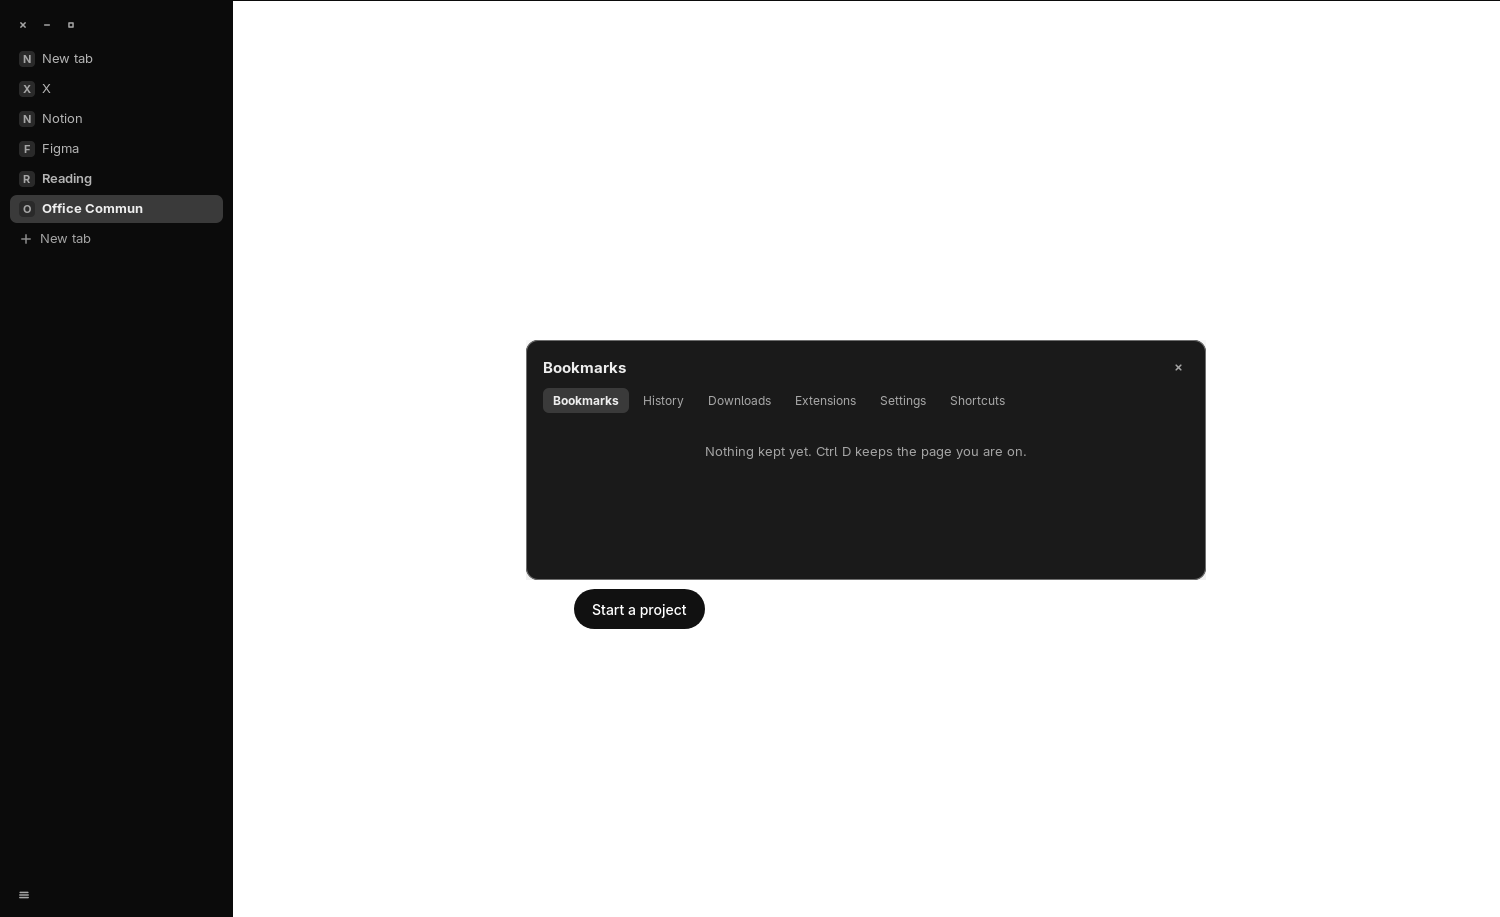 N New tab
X X
N Notion
F Figma
R Reading
O Office Commun
New tab
Bookmarks
Bookmarks History Downloads Extensions Settings Shortcuts
Nothing kept yet. Ctrl D keeps the page you are on.
Start a project